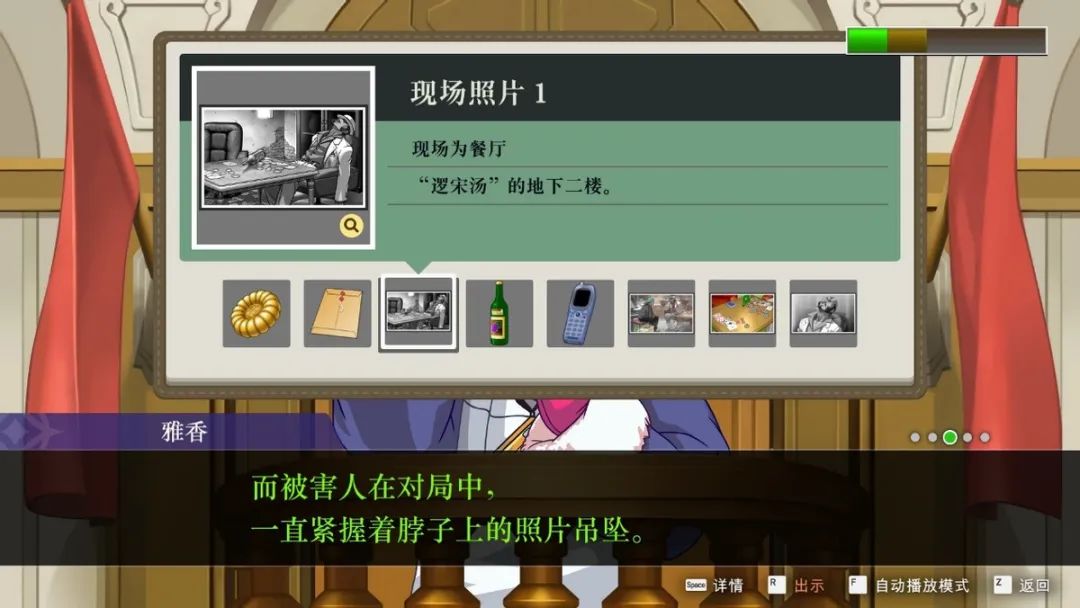 现场照片 1
现场为餐厅
“逻宋汤”的地下二楼。
雅香
而被害人在对局中，
一直紧握着脖子上的照片吊坠。
Space 详情 R 出示 F 自动播放模式 Z 返回